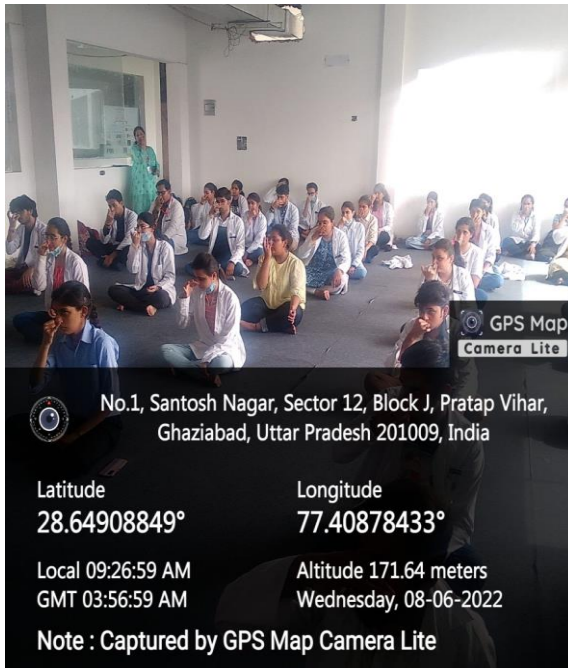 GPS Map
Camera Lite
No.1, Santosh Nagar, Sector 12, Block J, Pratap Vihar,
Ghaziabad, Uttar Pradesh 201009, India
Latitude
Longitude
28.64908849°
77.40878433°
Local 09:26:59 AM
Altitude 171.64 meters
GMT 03:56:59 AM
Wednesday, 08-06-2022
Note : Captured by GPS Map Camera Lite